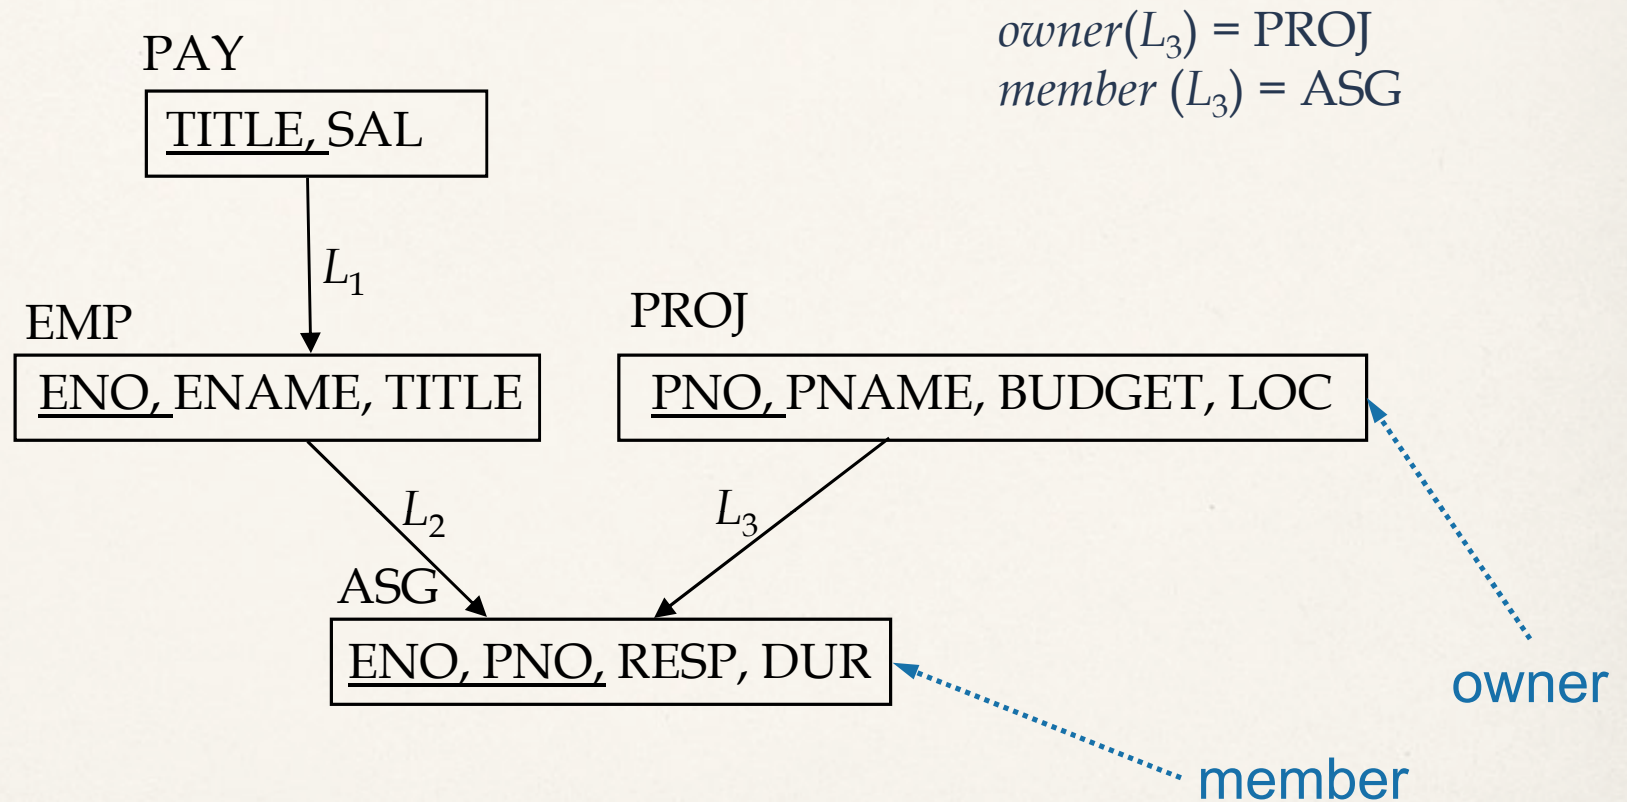 owner(L₃) = PROJ
member (L₃) = ASG
PAY
TITLE, SAL
L₁
EMP
ENO, ENAME, TITLE
PROJ
PNO, PNAME, BUDGET, LOC
L₂
L₃
ASG
ENO, PNO, RESP, DUR
owner
member